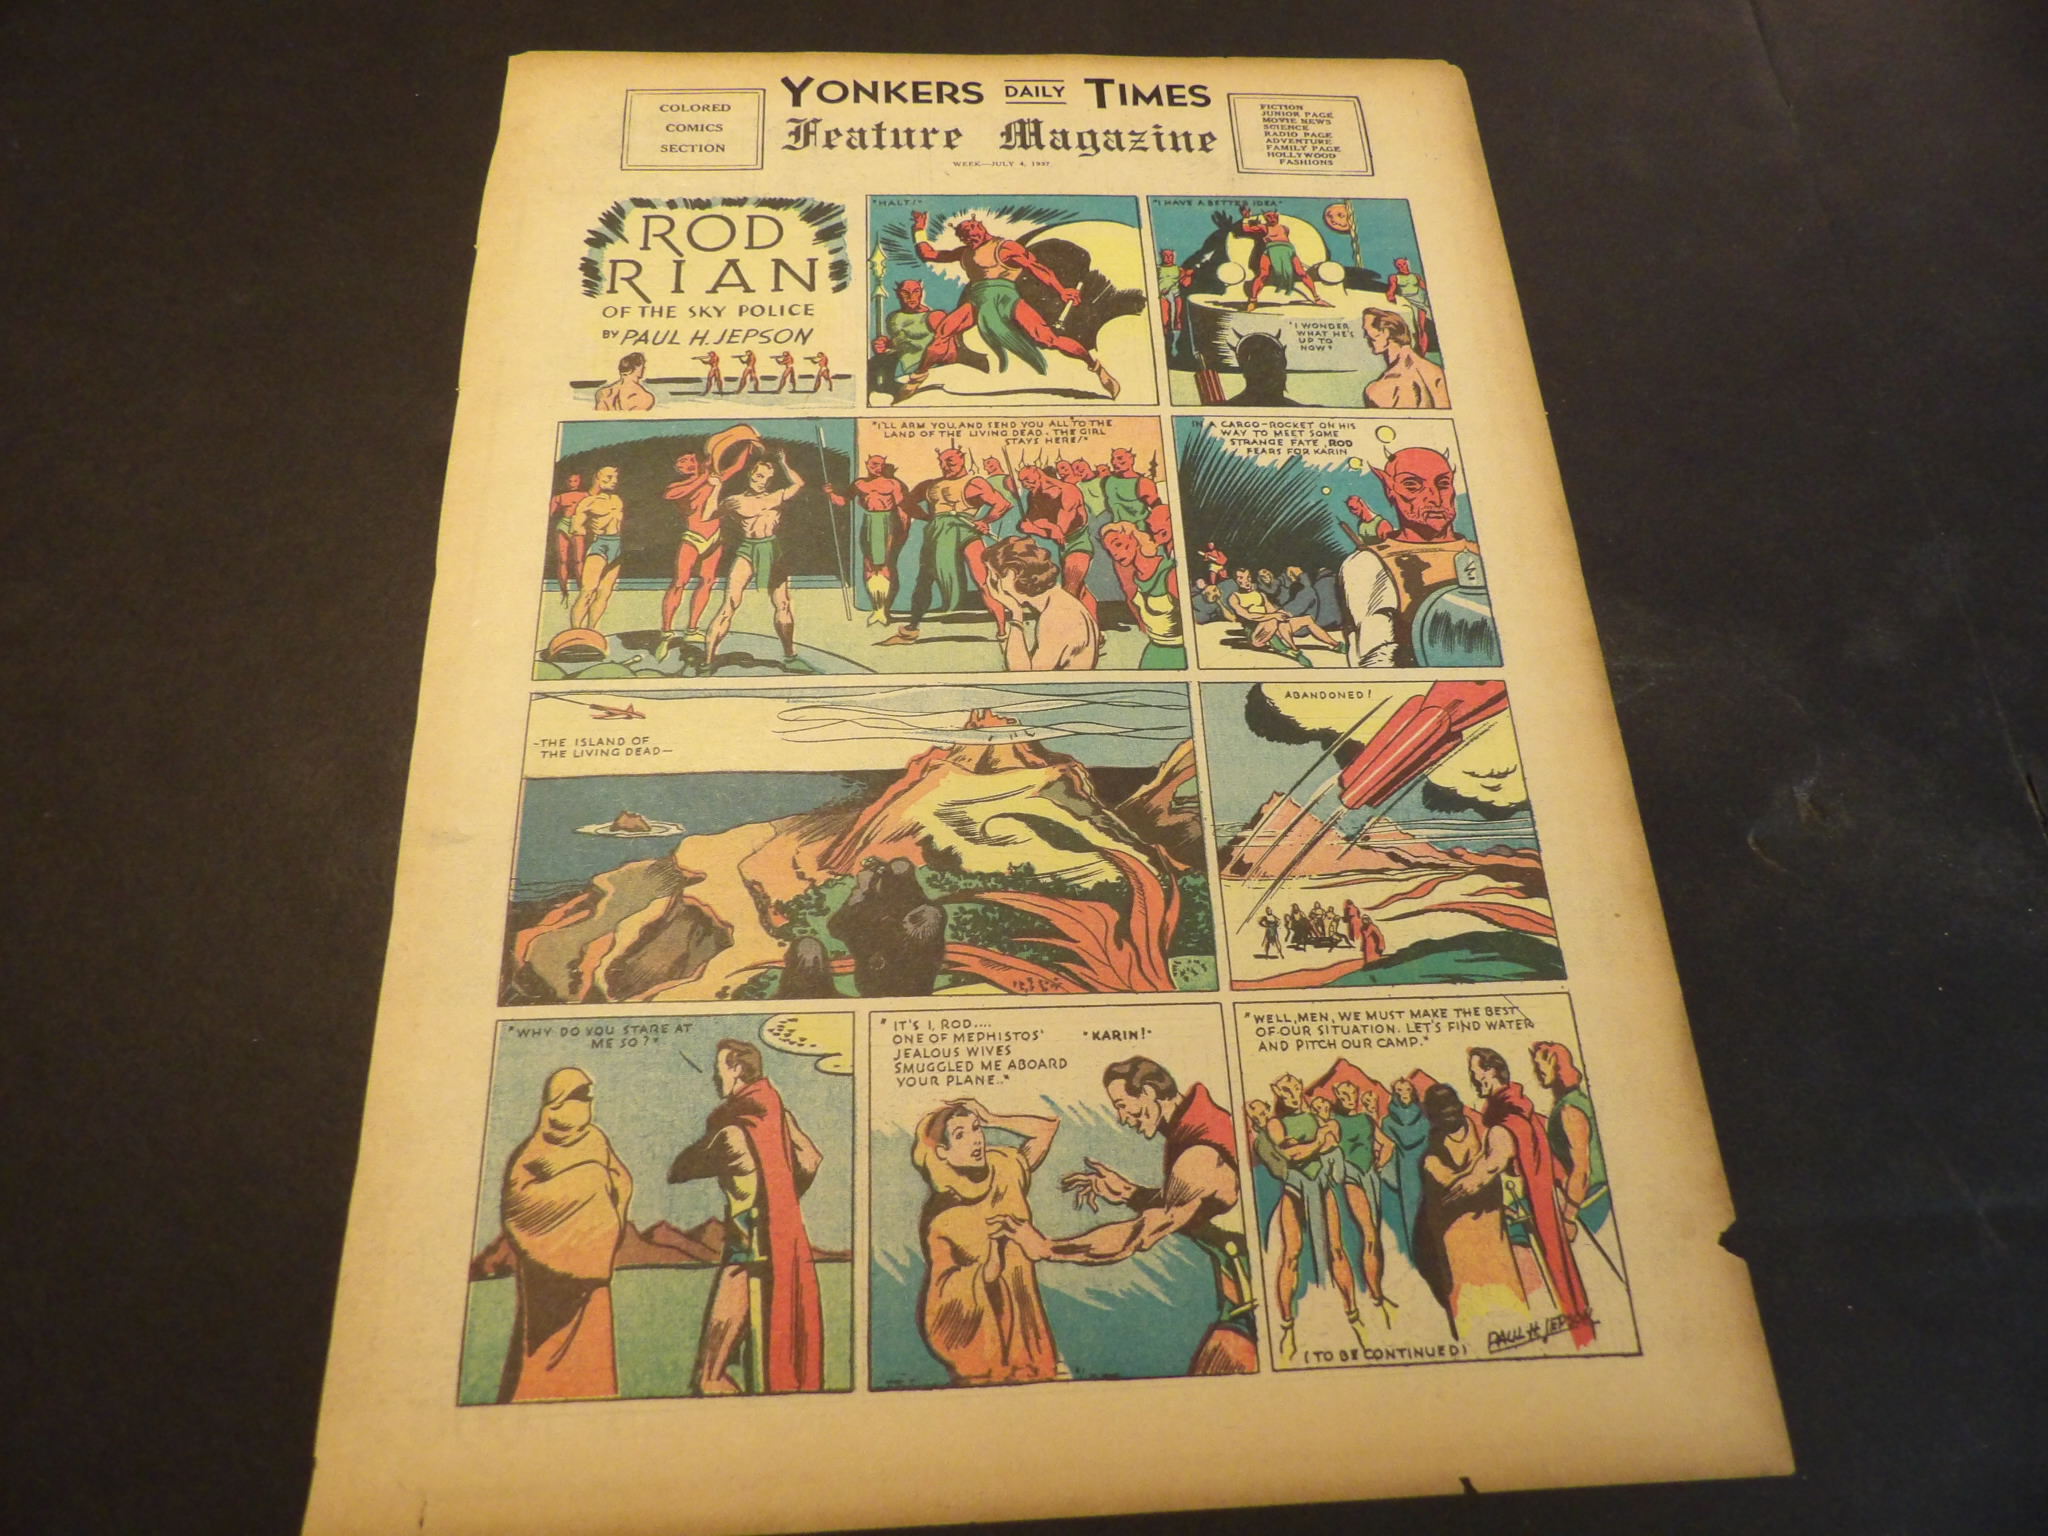 COLORED
COMICS
SECTION
YONKERS DAILY TIMES
Feature Magazine
WEEK—JULY 4, 1937
FICTION
JUNIOR PAGE
MOVIE NEWS
SCIENCE
RADIO PAGE
ADVENTURE
FAMILY PAGE
HOLLYWOOD
FASHIONS
ROD
RIAN
OF THE SKY POLICE
BY PAUL H. JEPSON
"HALT!"
"I HAVE A BETTER IDEA"
"I WONDER
WHAT HE'S
UP TO
NOW"
"I'LL ARM YOU, AND SEND YOU ALL TO THE
LAND OF THE LIVING DEAD. THE GIRL
STAYS HERE!"
IN A CARGO-ROCKET ON HIS
WAY TO MEET SOME
STRANGE FATE, ROD
FEARS FOR KARIN
-THE ISLAND OF
THE LIVING DEAD—
ABANDONED!
"WHY DO YOU STARE AT
ME SO?"
"IT'S I, ROD....
ONE OF MEPHISTOS'
JEALOUS WIVES
SMUGGLED ME ABOARD
YOUR PLANE.."
"KARIN!"
"WELL, MEN, WE MUST MAKE THE BEST
OF OUR SITUATION. LET'S FIND WATER
AND PITCH OUR CAMP."
(TO BE CONTINUED)
PAUL H. JEPSON